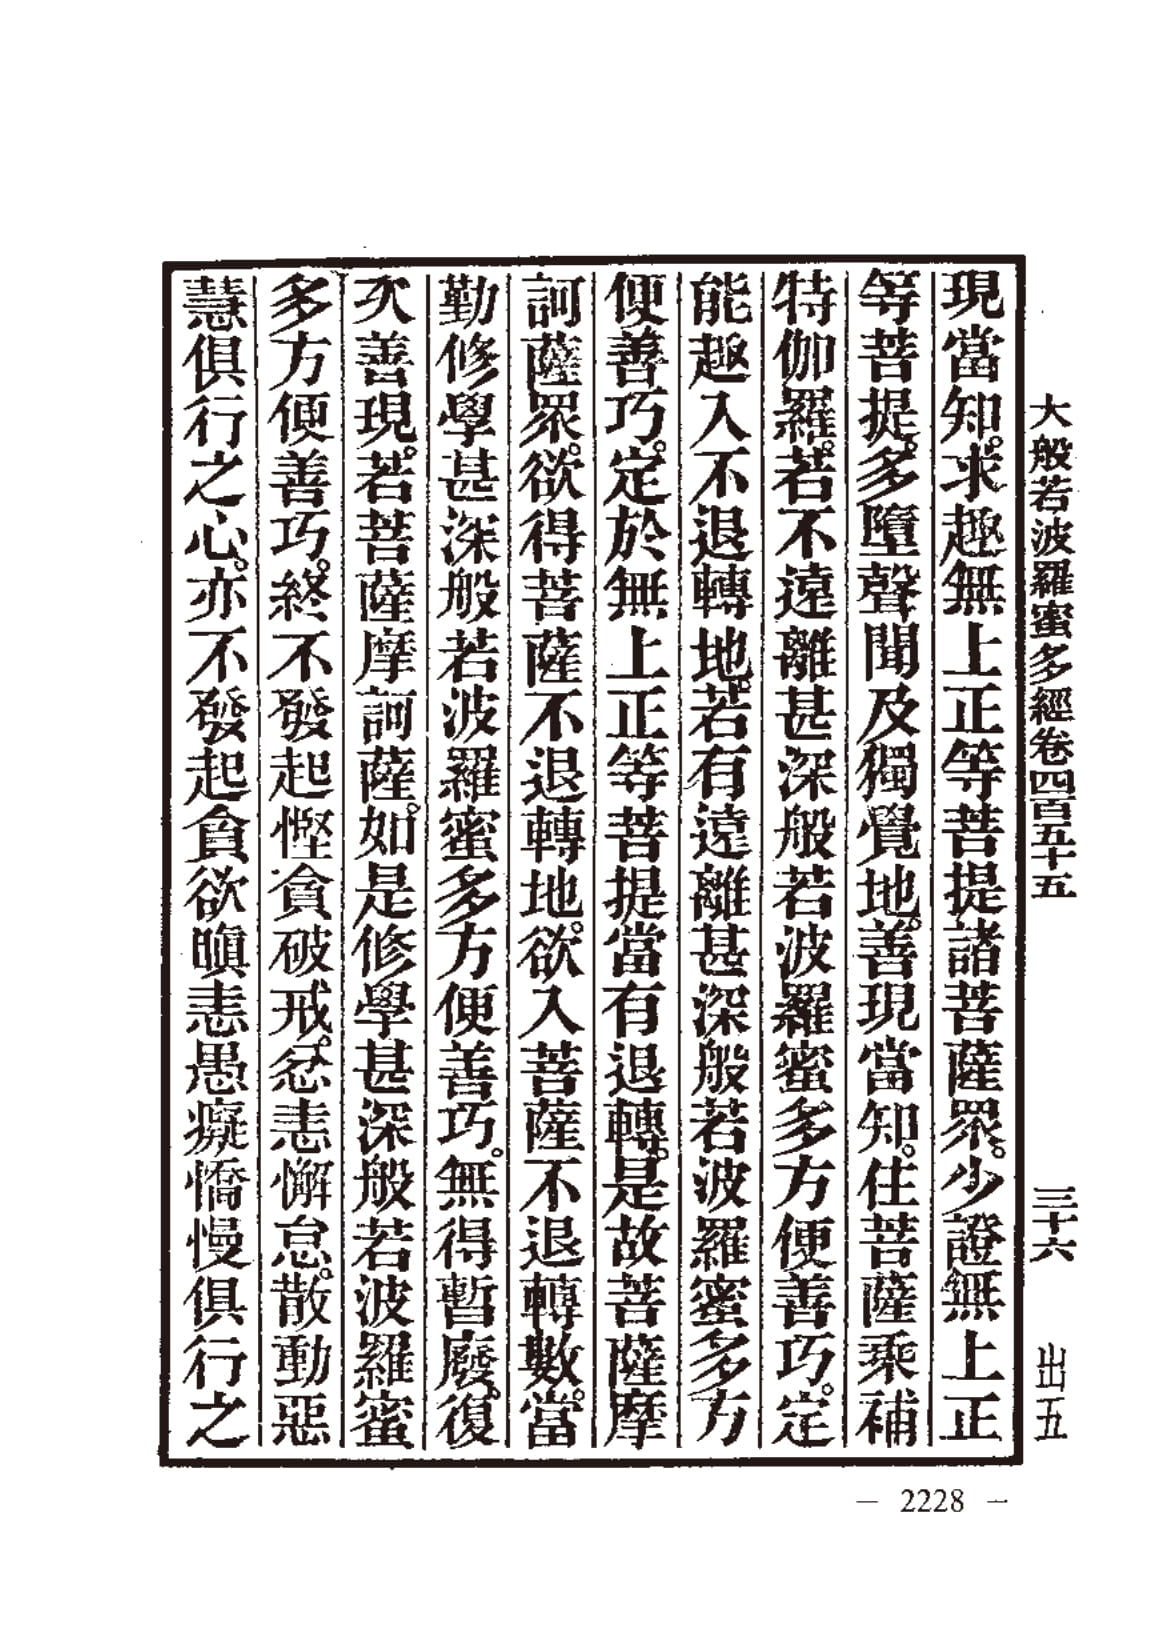 大般若波羅蜜多經卷四百五十五 三十六 出五
現當知。求趣無上正等菩提諸菩薩眾。少證無上正
等菩提。多墮聲聞及獨覺地。善現當知。住菩薩乘補
特伽羅。若不遠離甚深般若波羅蜜多方便善巧。定
能趣入不退轉地。若有遠離甚深般若波羅蜜多方
便善巧。定於無上正等菩提當有退轉。是故菩薩摩
訶薩眾。欲得菩薩不退轉地。欲入菩薩不退轉數。當
勤修學甚深般若波羅蜜多方便善巧。無得暫廢。復
次善現。若菩薩摩訶薩。如是修學甚深般若波羅蜜
多方便善巧。終不發起慳貪破戒。忿恚懈怠。散動惡
慧俱行之心。亦不發起貪欲瞋恚愚癡憍慢俱行之
— 2228 —